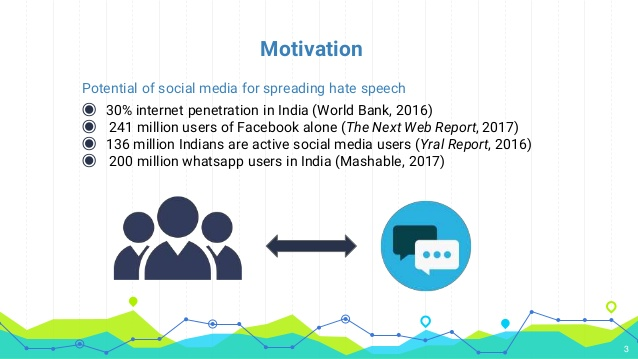 Motivation
Potential of social media for spreading hate speech
◉ 30% internet penetration in India (World Bank, 2016)
◉ 241 million users of Facebook alone (The Next Web Report, 2017)
◉ 136 million Indians are active social media users (Yral Report, 2016)
◉ 200 million whatsapp users in India (Mashable, 2017)
3